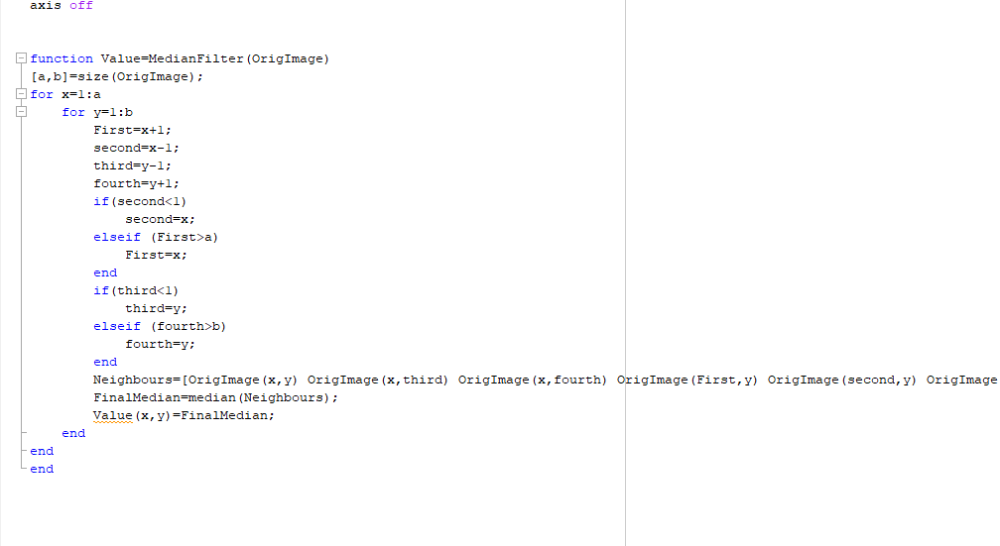 axis off
function Value=MedianFilter(OrigImage)
[a,b]=size(OrigImage);
for x=1:a
    for y=1:b
        First=x+1;
        second=x-1;
        third=y-1;
        fourth=y+1;
        if(second<1)
            second=x;
        elseif (First>a)
            First=x;
        end
        if(third<1)
            third=y;
        elseif (fourth>b)
            fourth=y;
        end
        Neighbours=[OrigImage(x,y) OrigImage(x,third) OrigImage(x,fourth) OrigImage(First,y) OrigImage(second,y) OrigImage
        FinalMedian=median(Neighbours);
        Value(x,y)=FinalMedian;
    end
end
end